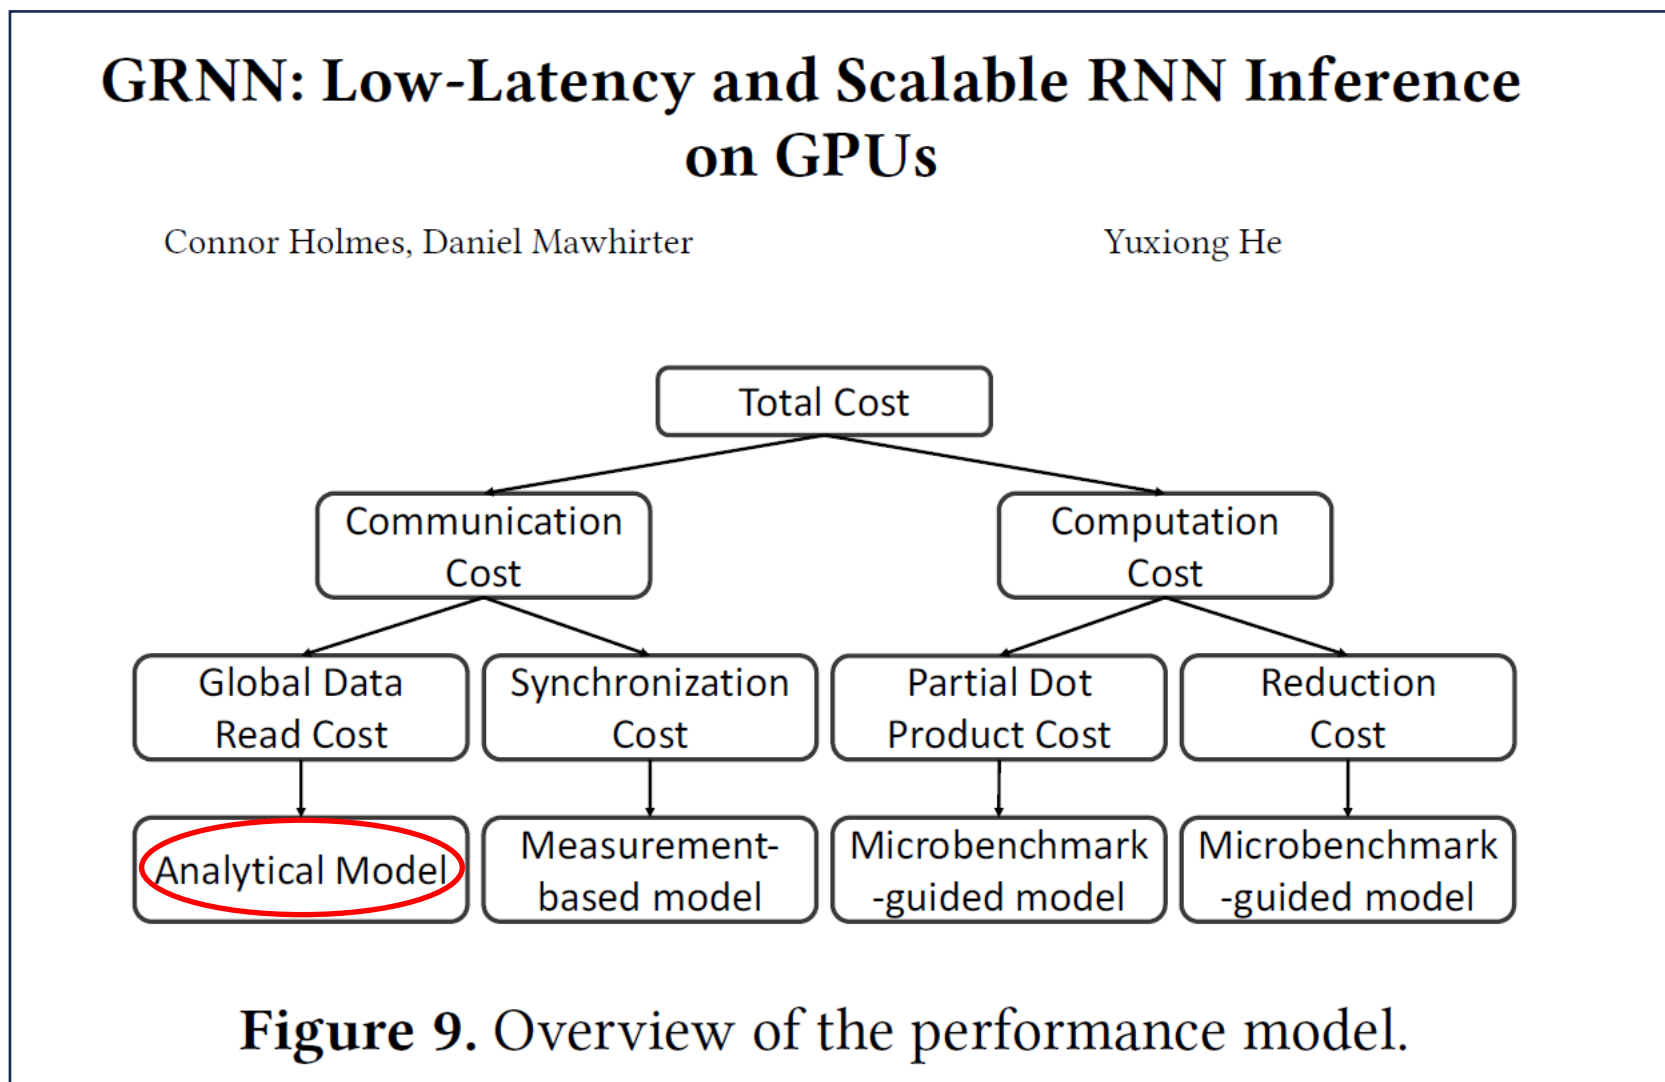 GRNN: Low-Latency and Scalable RNN Inference
on GPUs
Connor Holmes, Daniel Mawhirter
Yuxiong He
Total Cost
Communication
Cost
Computation
Cost
Global Data
Read Cost
Synchronization
Cost
Partial Dot
Product Cost
Reduction
Cost
Analytical Model
Measurement-
based model
Microbenchmark
-guided model
Microbenchmark
-guided model
Figure 9. Overview of the performance model.